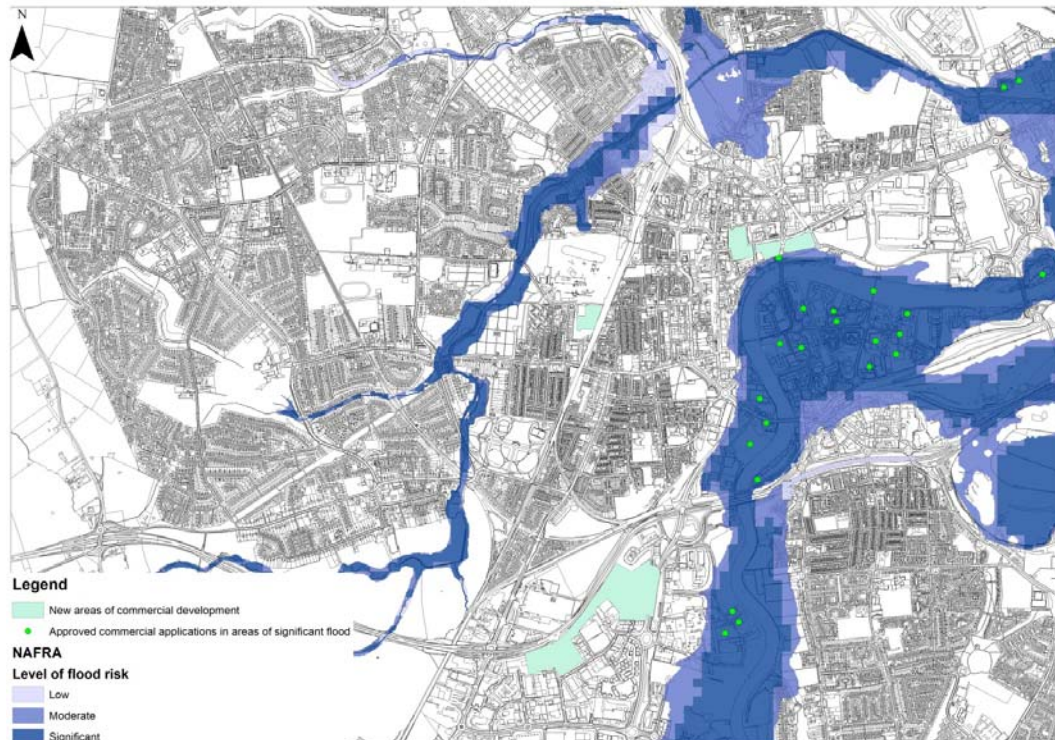 N
Legend
New areas of commercial development
Approved commercial applications in areas of significant flood
NAFRA
Level of flood risk
Low
Moderate
Significant